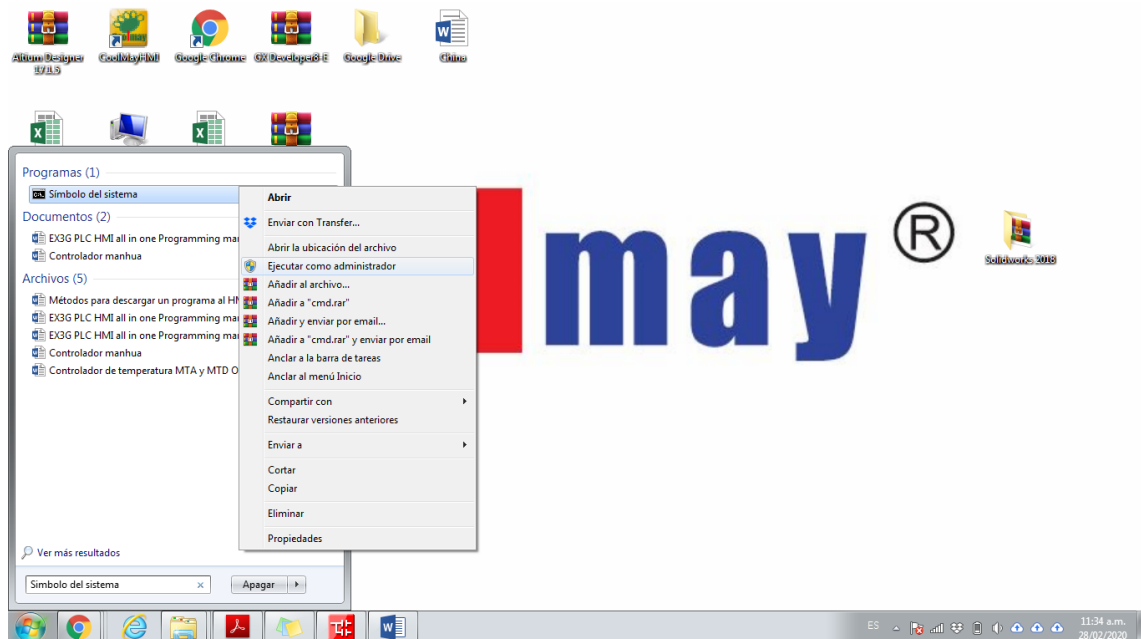 Altium Designer
17.1.5
CoolMayHMI
Google Chrome
GX Developer8-E
Google Drive
China
Programas (1)
Símbolo del sistema
Documentos (2)
EX3G PLC HMI all in one Programming ma
Controlador manhua
Archivos (5)
Métodos para descargar un programa al H
EX3G PLC HMI all in one Programming ma
EX3G PLC HMI all in one Programming ma
Controlador manhua
Controlador de temperatura MTA y MTD O
Ver más resultados
Simbolo del sistema
Apagar
Abrir
Enviar con Transfer...
Abrir la ubicación del archivo
Ejecutar como administrador
Añadir al archivo...
Añadir a "cmd.rar"
Añadir y enviar por email...
Añadir a "cmd.rar" y enviar por email
Anclar a la barra de tareas
Anclar al menú Inicio
Compartir con
Restaurar versiones anteriores
Enviar a
Cortar
Copiar
Eliminar
Propiedades
may®
Solidworks 2018
ES
11:34 a.m.
28/02/2020